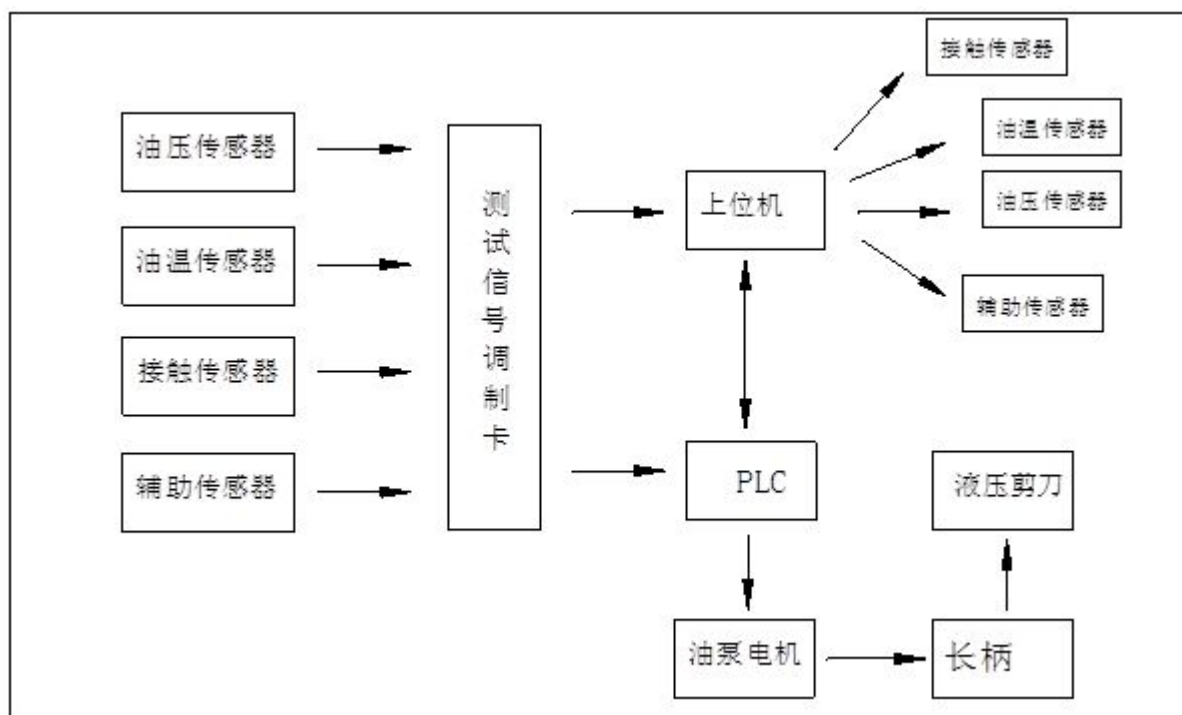 接触传感器
油压传感器
油温传感器
测试信号调制卡
上位机
油压传感器
油温传感器
接触传感器
辅助传感器
辅助传感器
PLC
液压剪刀
油泵电机
长柄